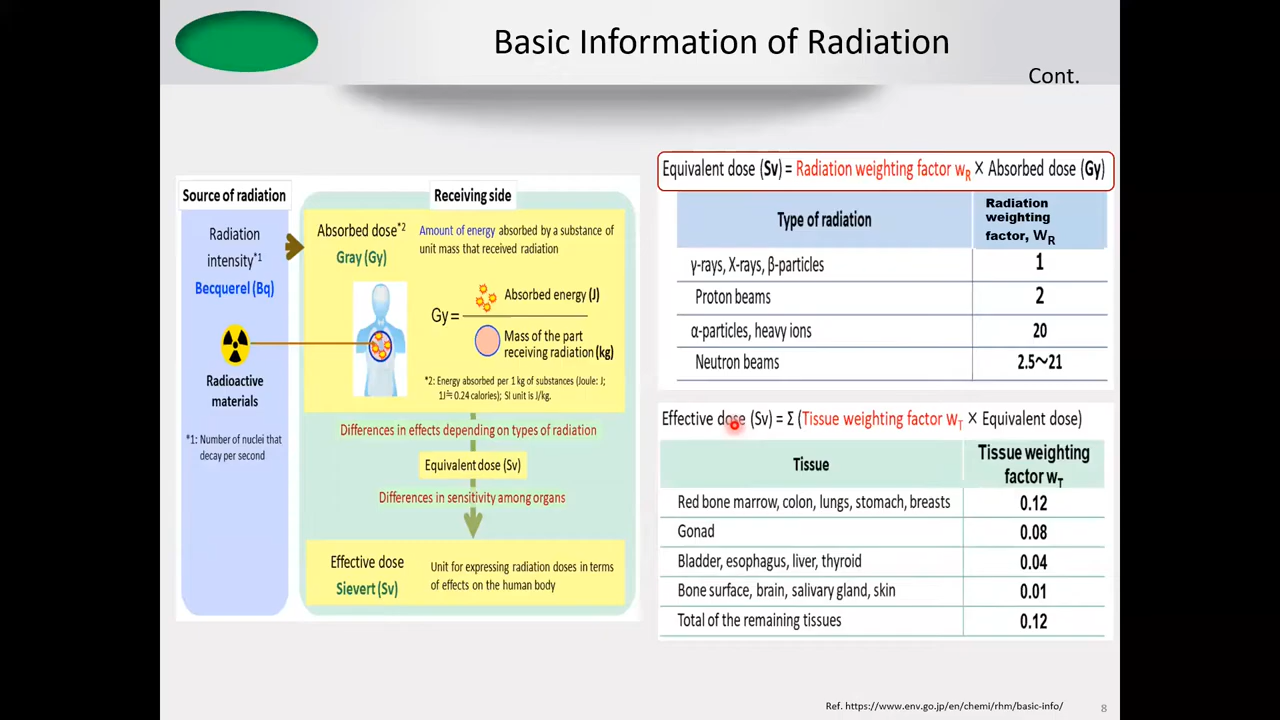 Basic Information of Radiation
Cont.
Source of radiation
Radiation
intensity*1
Becquerel (Bq)
Radioactive
materials
*1: Number of nuclei that
decay per second
Receiving side
Absorbed dose*2
Gray (Gy)
Amount of energy absorbed by a substance of
unit mass that received radiation
Gy =
Absorbed energy (J)
Mass of the part
receiving radiation (kg)
*2: Energy absorbed per 1 kg of substances (Joule: J;
1J≒0.24 calories); SI unit is J/kg.
Differences in effects depending on types of radiation
Equivalent dose (Sv)
Differences in sensitivity among organs
Effective dose
Sievert (Sv)
Unit for expressing radiation doses in terms
of effects on the human body
Equivalent dose (Sv) = Radiation weighting factor wR × Absorbed dose (Gy)
Type of radiation
Radiation
weighting
factor, WR
γ-rays, X-rays, β-particles 1
Proton beams 2
α-particles, heavy ions 20
Neutron beams 2.5～21
Effective dose (Sv) = Σ (Tissue weighting factor wT × Equivalent dose)
Tissue
Tissue weighting
factor wT
Red bone marrow, colon, lungs, stomach, breasts 0.12
Gonad 0.08
Bladder, esophagus, liver, thyroid 0.04
Bone surface, brain, salivary gland, skin 0.01
Total of the remaining tissues 0.12
Ref. https://www.env.go.jp/en/chemi/rhm/basic-info/
8